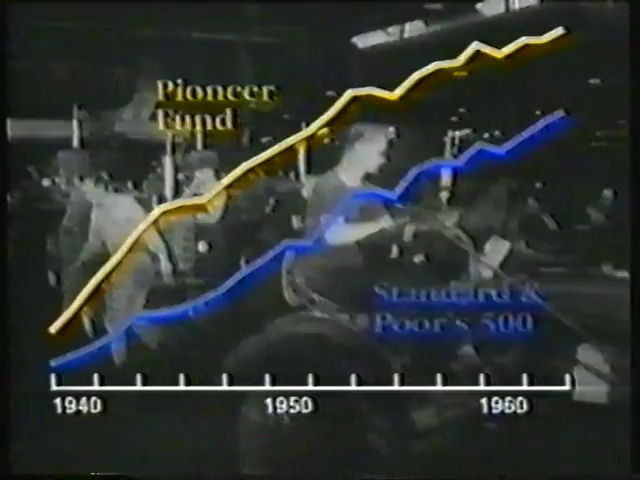 Pioneer
Fund
Standard &
Poor's 500
1940
1950
1960